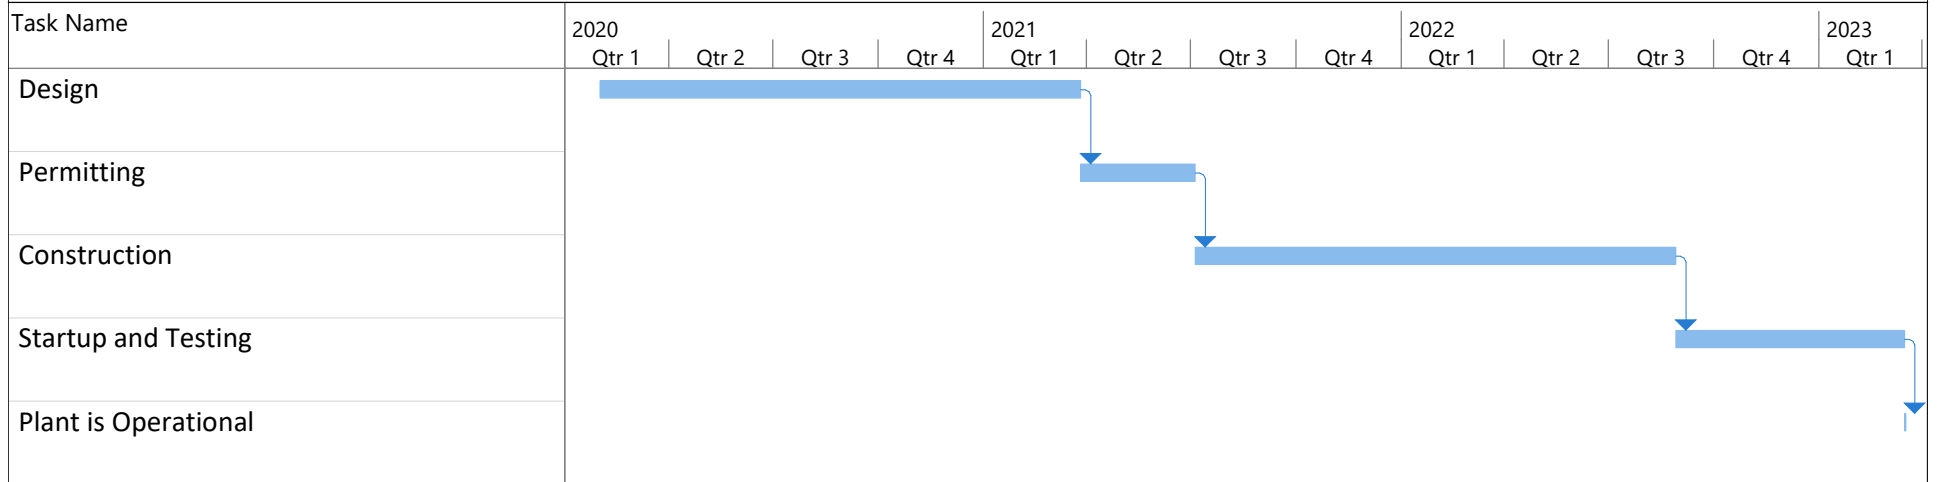 Task Name
2020 2021 2022 2023
Qtr 1 Qtr 2 Qtr 3 Qtr 4 Qtr 1 Qtr 2 Qtr 3 Qtr 4 Qtr 1 Qtr 2 Qtr 3 Qtr 4 Qtr 1
Design
Permitting
Construction
Startup and Testing
Plant is Operational